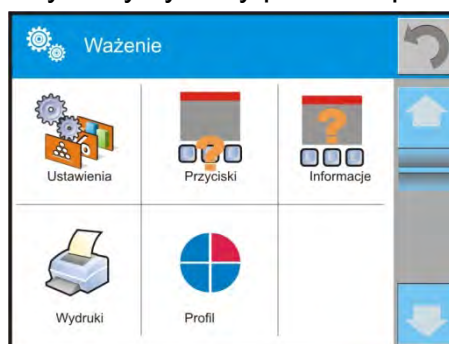 Ważenie
Ustawienia
Przyciski
Informacje
Wydruki
Profil